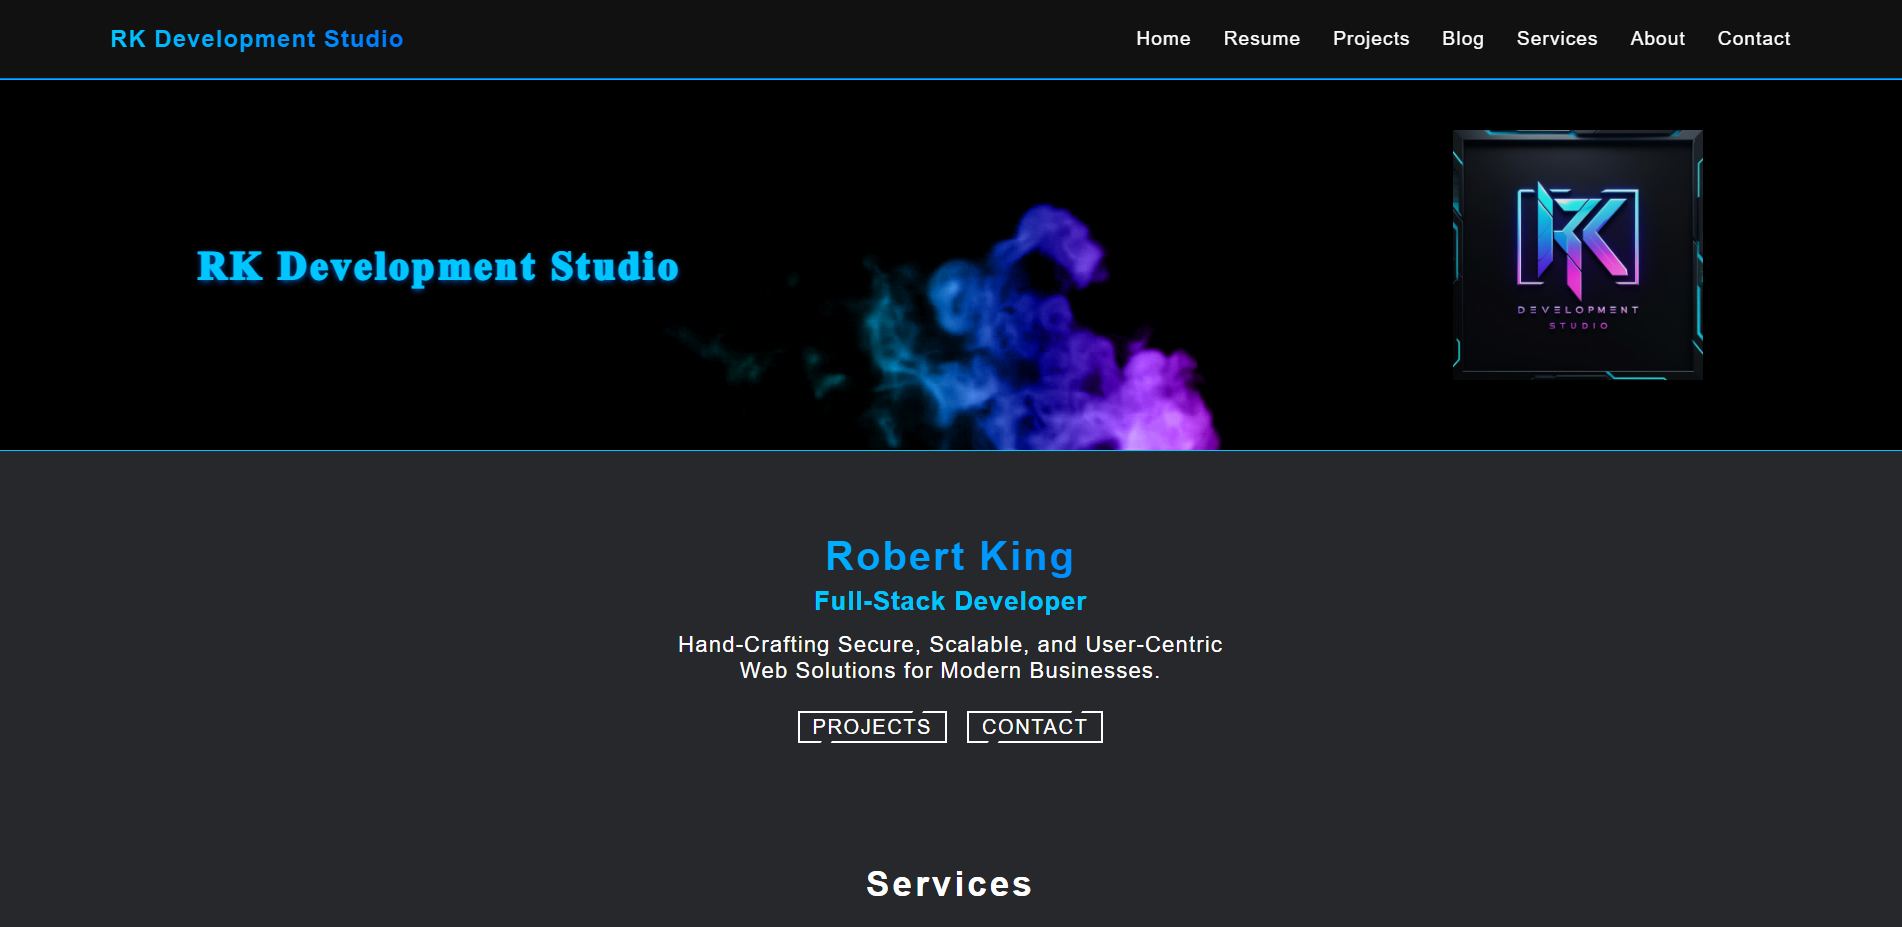 RK Development Studio
Home Resume Projects Blog Services About Contact
RK Development Studio
RK
DEVELOPMENT
STUDIO
Robert King
Full-Stack Developer
Hand-Crafting Secure, Scalable, and User-Centric
Web Solutions for Modern Businesses.
PROJECTS CONTACT
Services